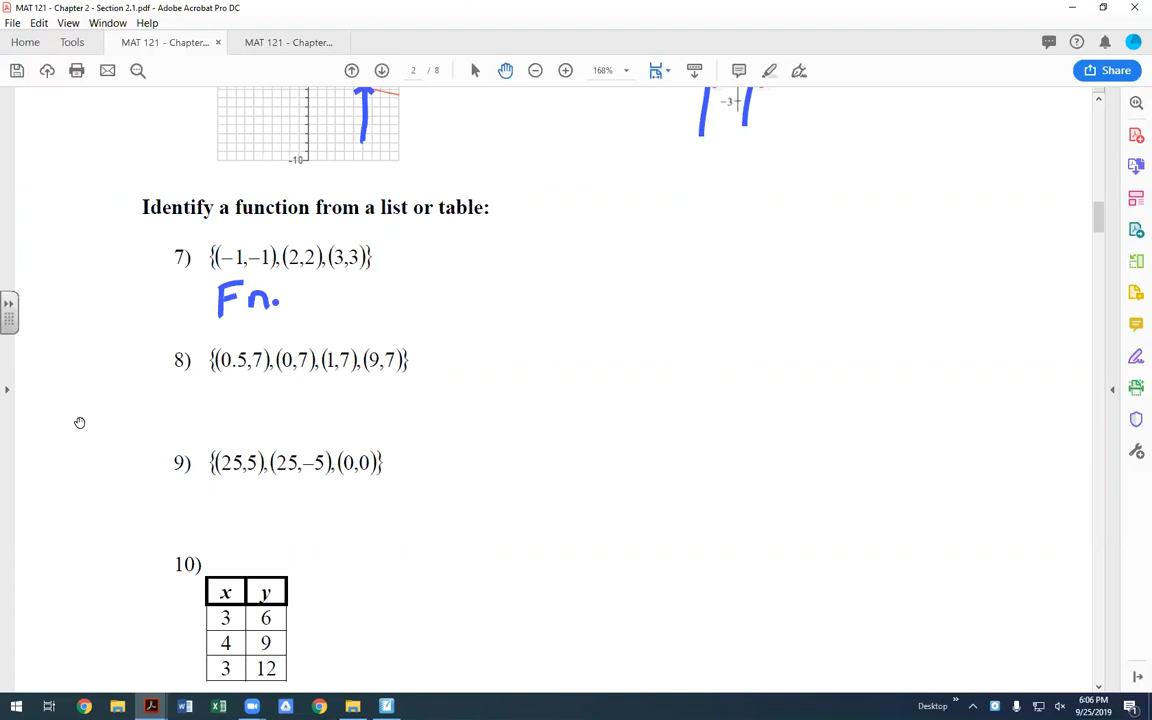 MAT 121 - Chapter 2 - Section 2.1.pdf - Adobe Acrobat Pro DC
File Edit View Window Help
Home Tools MAT 121 - Chapter... × MAT 121 - Chapter...
2 / 8 168% Share
-3
-10
Identify a function from a list or table:
7) {(−1,−1),(2,2),(3,3)}
Fn.
8) {(0.5,7),(0,7),(1,7),(9,7)}
9) {(25,5),(25,−5),(0,0)}
10)
x y
3 6
4 9
3 12
Desktop » 6:06 PM
9/25/2019